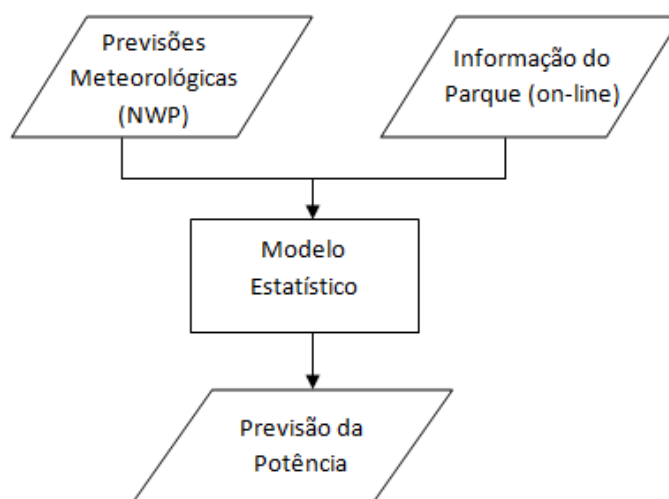 Previsões
Meteorológicas
(NWP)
Informação do
Parque (on-line)
Modelo
Estatístico
Previsão da
Potência